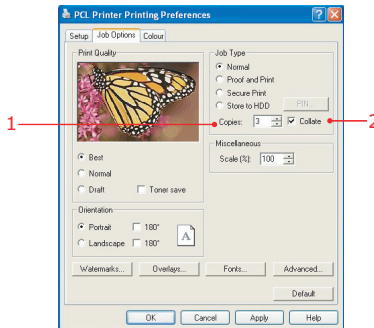 PCL Printer Printing Preferences
Setup Job Options Colour
Print Quality
Best
Normal
Draft Toner save
Orientation
Portrait 180°
Landscape 180°
A
Job Type
Normal
Proof and Print
Secure Print
Store to HDD PIN...
1 Copies: 3 Collate 2
Miscellaneous
Scale (%): 100
Watermarks... Overlays... Fonts... Advanced...
Default
OK Cancel Apply Help